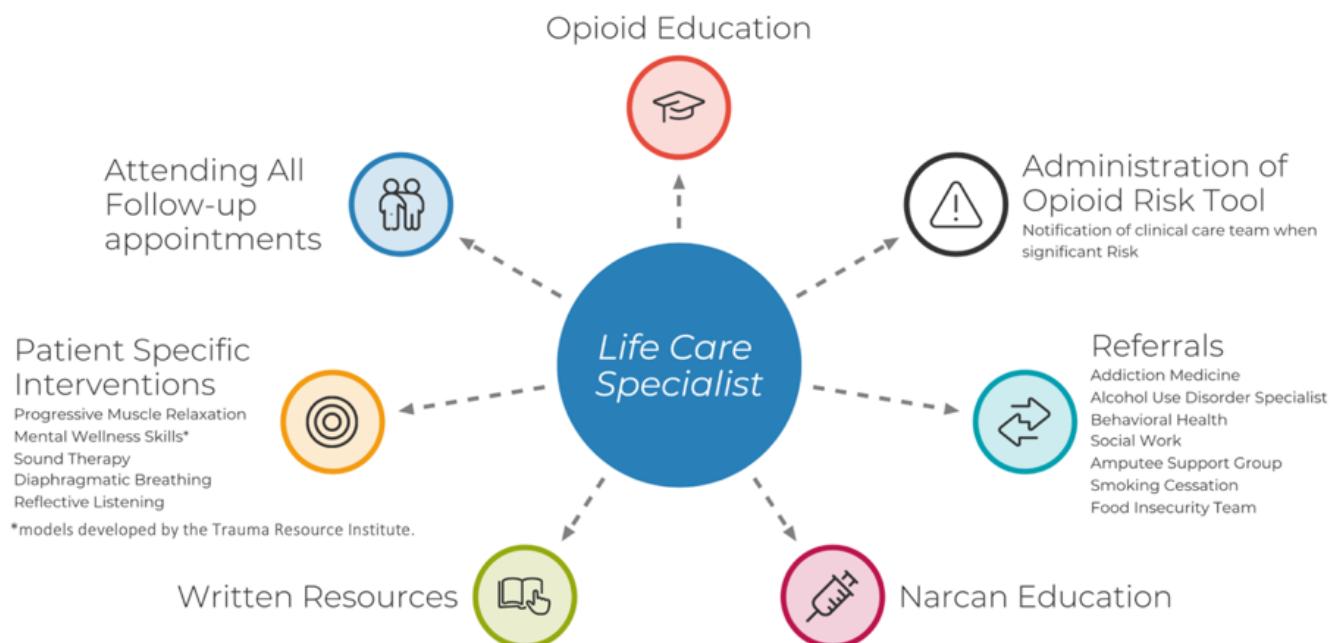 Opioid Education
Attending All
Follow-up
appointments
Administration of
Opioid Risk Tool
Notification of clinical care team when
significant Risk
Life Care
Specialist
Patient Specific
Interventions
Progressive Muscle Relaxation
Mental Wellness Skills*
Sound Therapy
Diaphragmatic Breathing
Reflective Listening
*models developed by the Trauma Resource Institute.
Referrals
Addiction Medicine
Alcohol Use Disorder Specialist
Behavioral Health
Social Work
Amputee Support Group
Smoking Cessation
Food Insecurity Team
Written Resources
Narcan Education